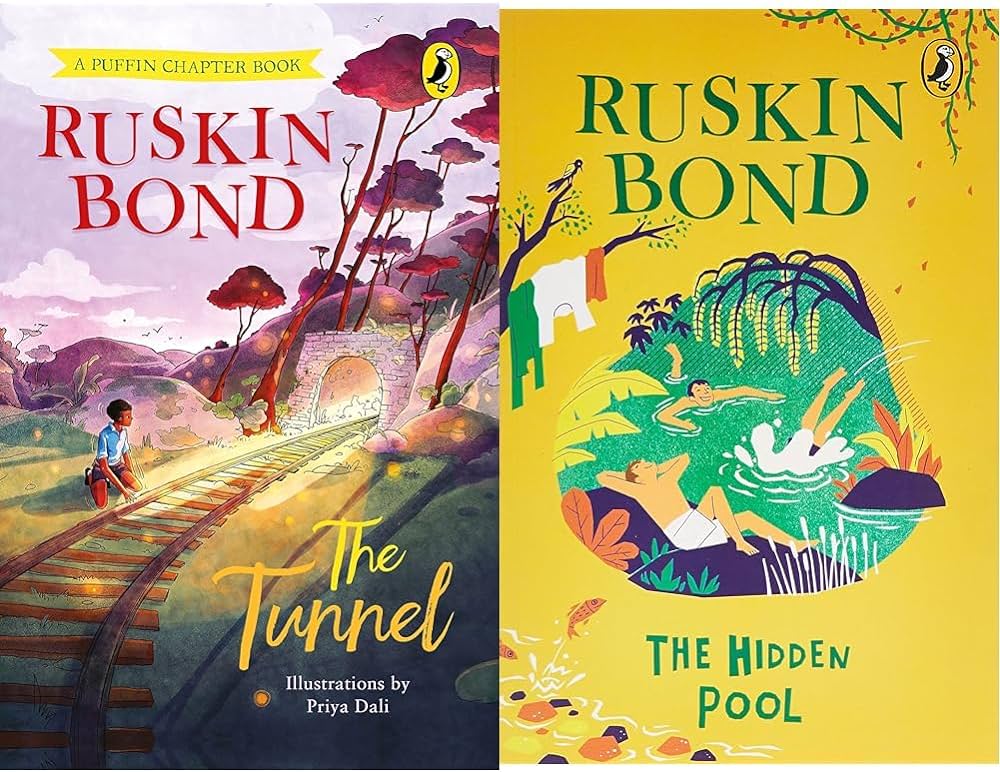 A PUFFIN CHAPTER BOOK
RUSKIN
BOND
The
Tunnel
Illustrations by
Priya Dali
RUSKIN
BOND
THE HIDDEN
POOL